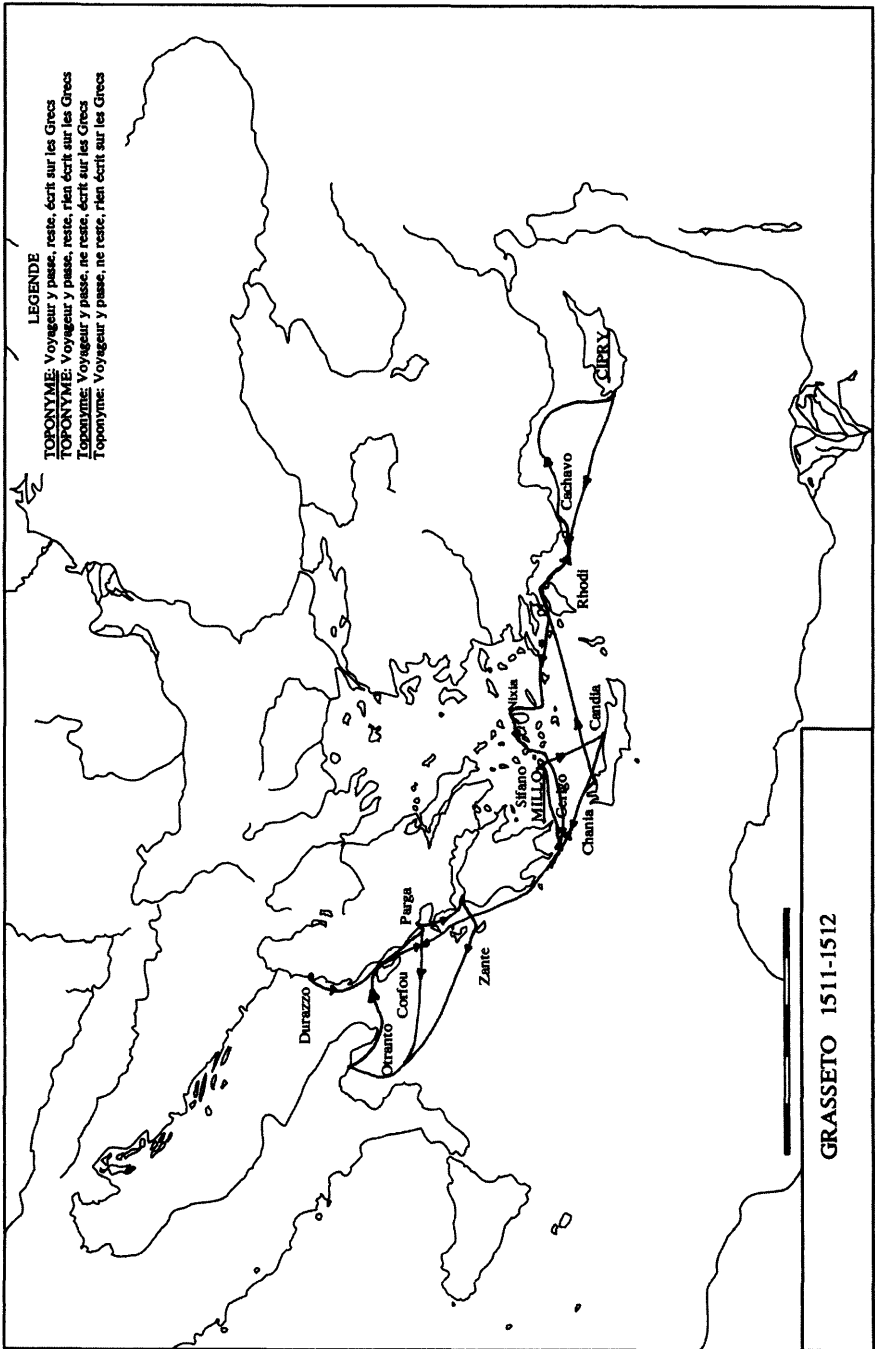 LEGENDE
TOPONYME: Voyageur y passe, reste, écrit sur les Grecs
TOPONYME: Voyageur y passe, reste, rien écrit sur les Grecs
Toponyme: Voyageur y passe, ne reste, écrit sur les Grecs
Toponyme: Voyageur y passe, ne reste, rien écrit sur les Grecs
Durazzo
Otranto
Corfou
Parga
Zante
Sifano
MILLO
Cerigo
Chania
Nixia
Candia
Rhodi
Cachavo
CIPRY
GRASSETO 1511-1512